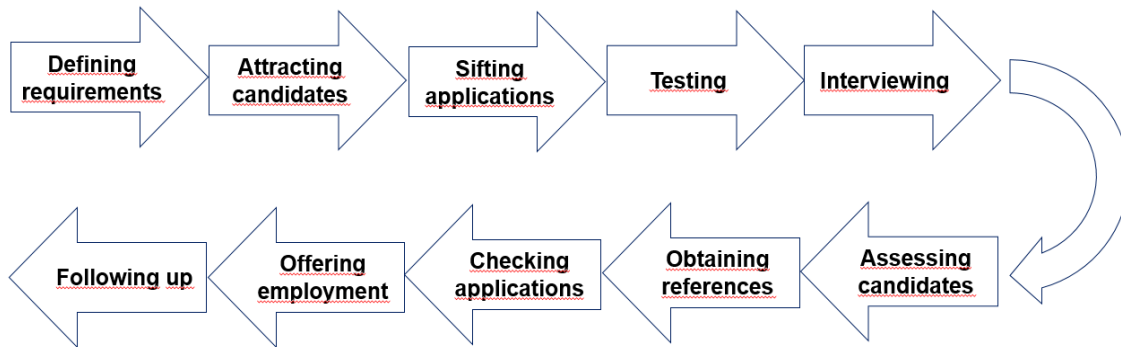 Defining
requirements
Attracting
candidates
Sifting
applications
Testing
Interviewing
Assessing
candidates
Obtaining
references
Checking
applications
Offering
employment
Following up